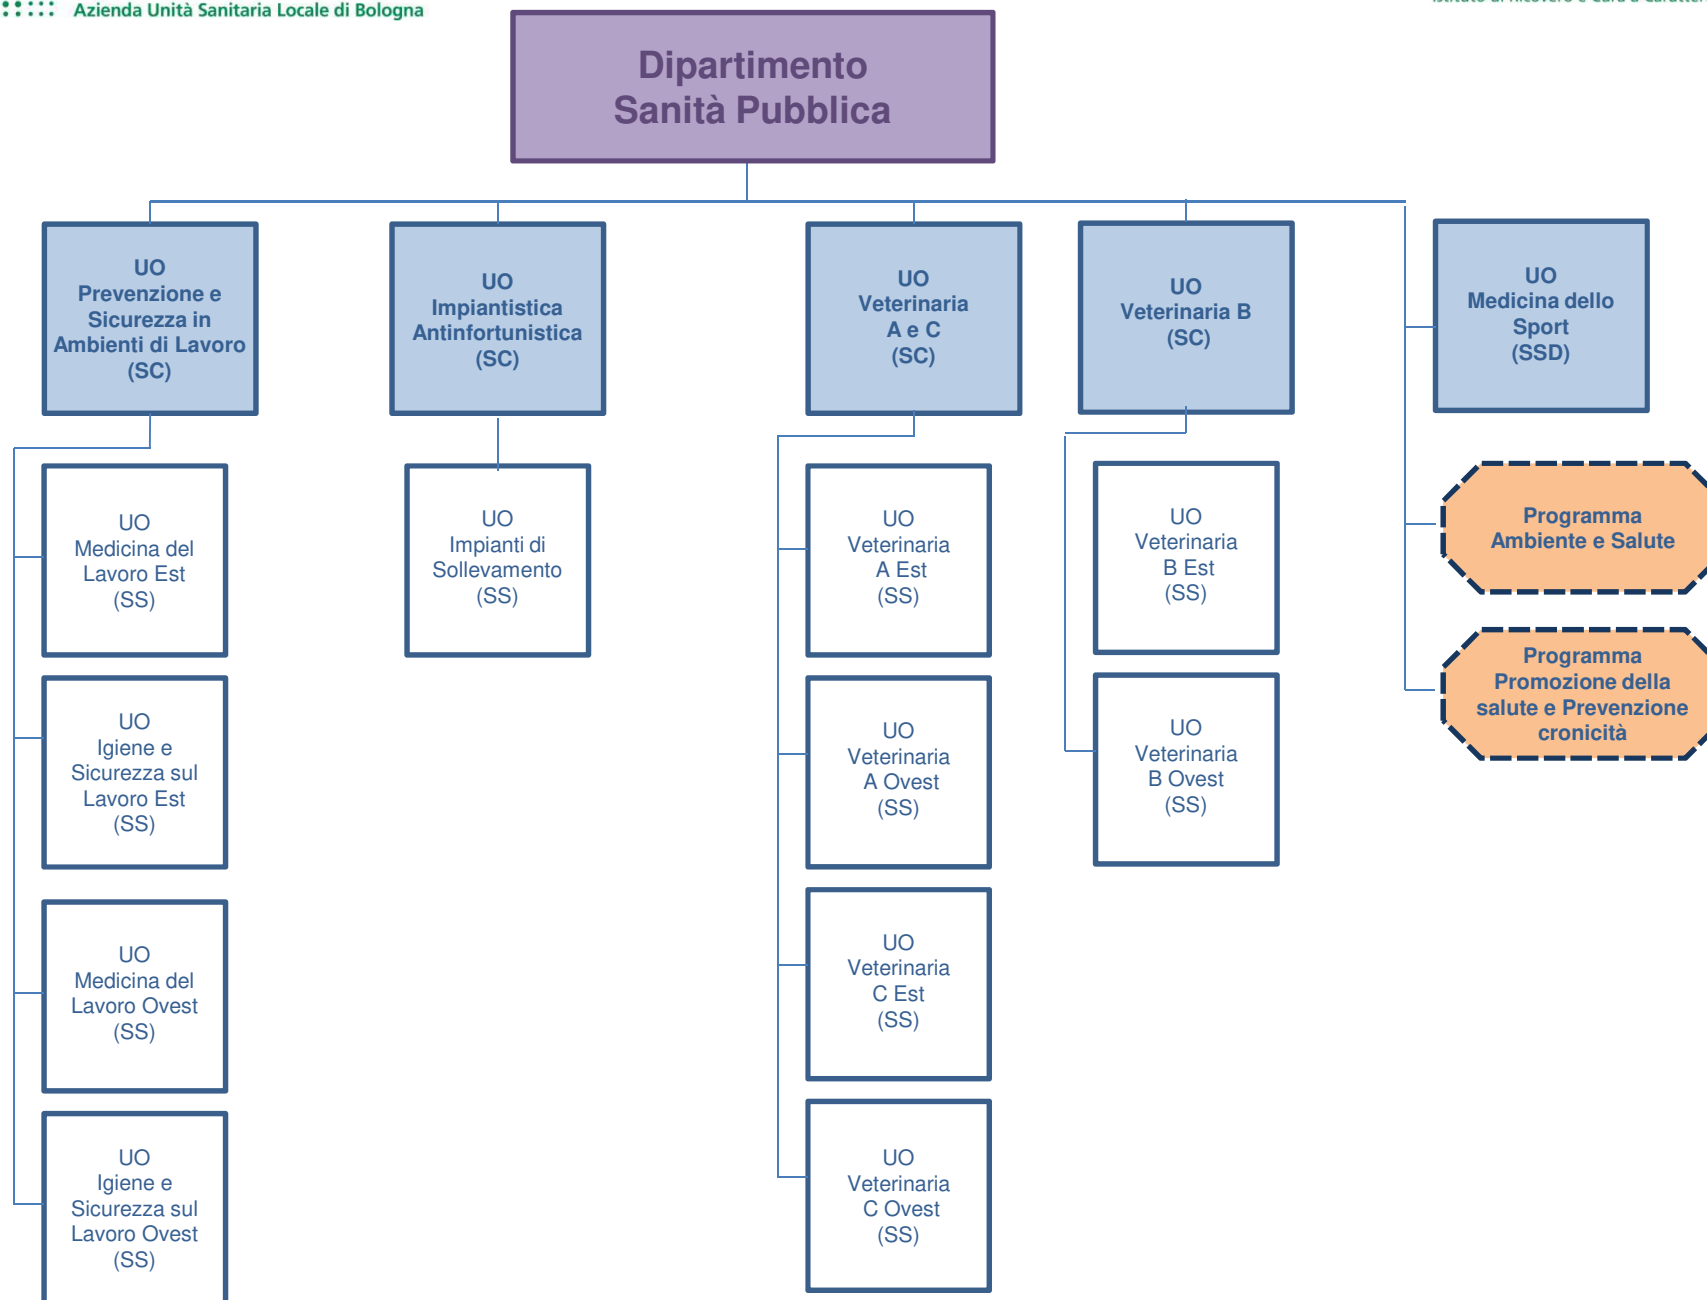 Azienda Unità Sanitaria Locale di Bologna
Dipartimento
Sanità Pubblica
UO
Prevenzione e
Sicurezza in
Ambienti di Lavoro
(SC)
UO
Impiantistica
Antinfortunistica
(SC)
UO
Veterinaria
A e C
(SC)
UO
Veterinaria B
(SC)
UO
Medicina dello
Sport
(SSD)
UO
Medicina del
Lavoro Est
(SS)
UO
Igiene e
Sicurezza sul
Lavoro Est
(SS)
UO
Medicina del
Lavoro Ovest
(SS)
UO
Igiene e
Sicurezza sul
Lavoro Ovest
(SS)
UO
Impianti di
Sollevamento
(SS)
UO
Veterinaria
A Est
(SS)
UO
Veterinaria
A Ovest
(SS)
UO
Veterinaria
C Est
(SS)
UO
Veterinaria
C Ovest
(SS)
UO
Veterinaria
B Est
(SS)
UO
Veterinaria
B Ovest
(SS)
Programma
Ambiente e Salute
Programma
Promozione della
salute e Prevenzione
cronicità